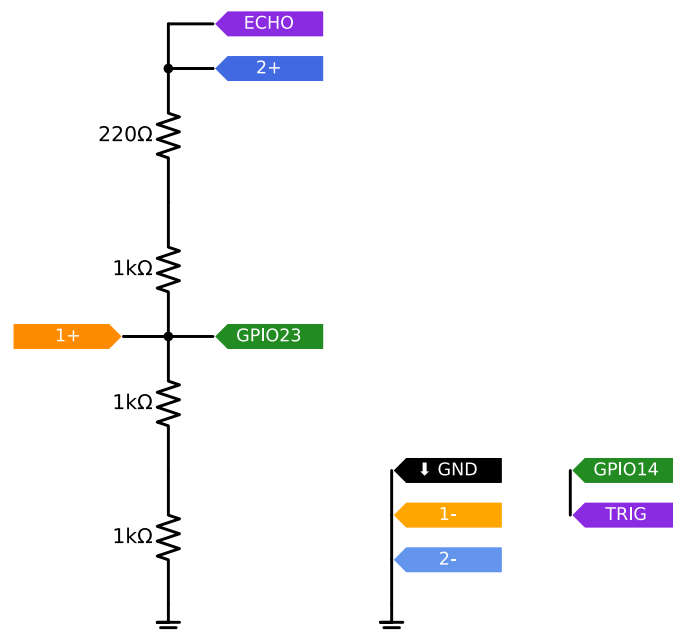 ECHO
2+
220Ω
1kΩ
1+
GPIO23
1kΩ
⬇ GND
GPIO14
1-
TRIG
1kΩ
2-